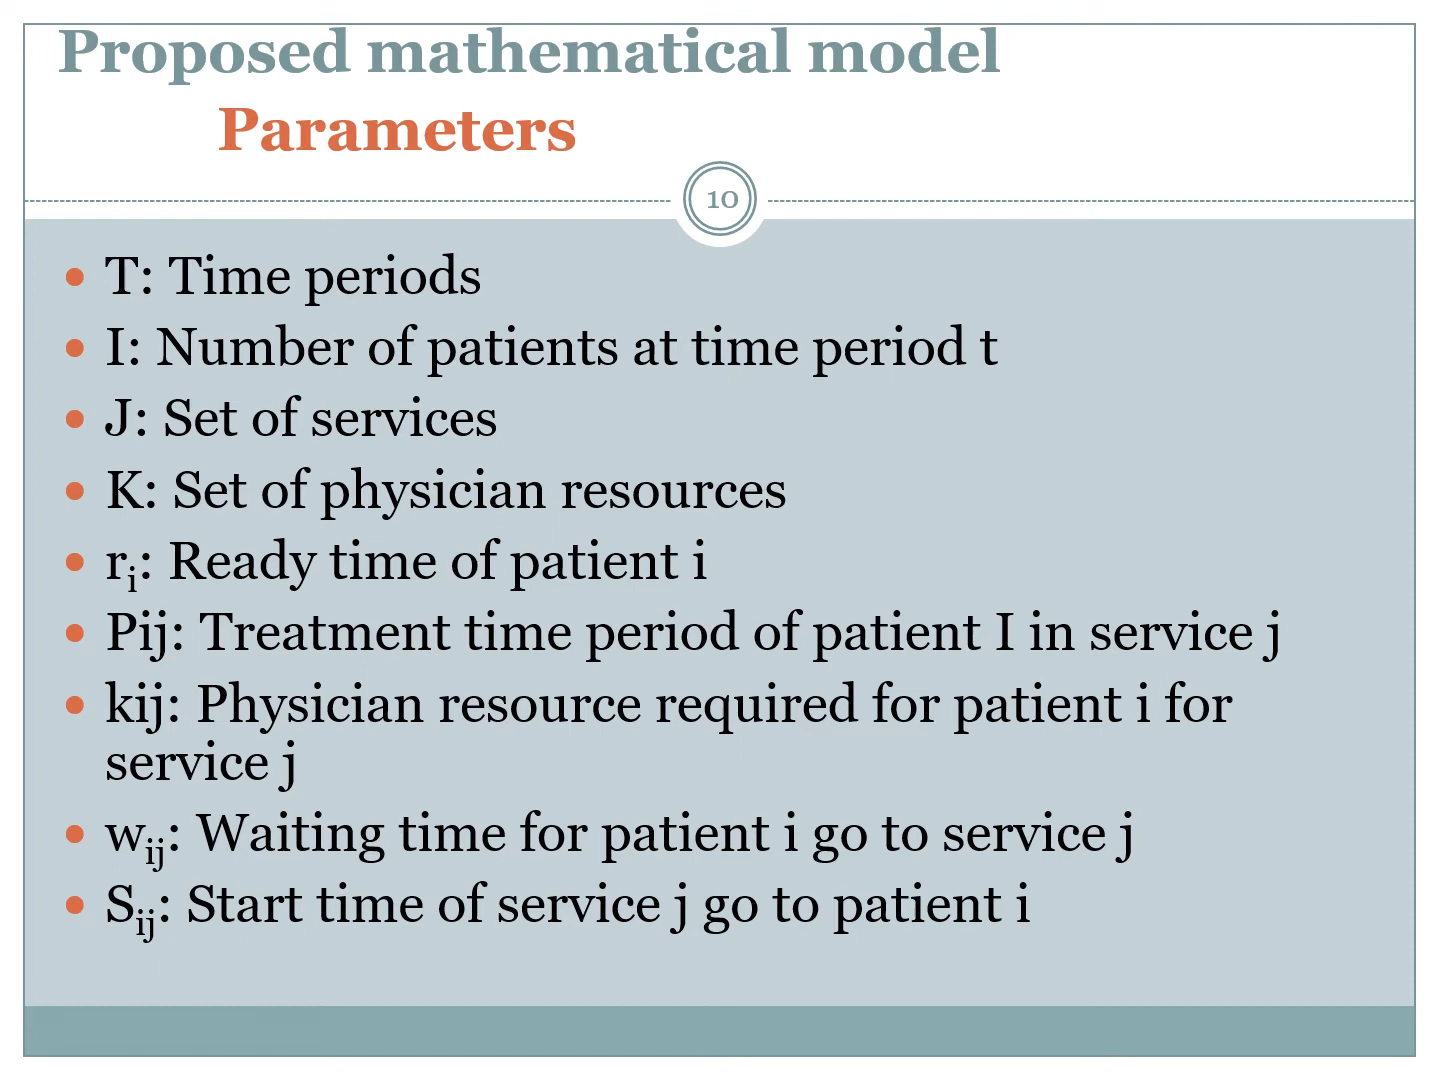 Proposed mathematical model
Parameters
10
• T: Time periods
• I: Number of patients at time period t
• J: Set of services
• K: Set of physician resources
• rᵢ: Ready time of patient i
• Pij: Treatment time period of patient I in service j
• kij: Physician resource required for patient i for
service j
• wᵢⱼ: Waiting time for patient i go to service j
• Sᵢⱼ: Start time of service j go to patient i